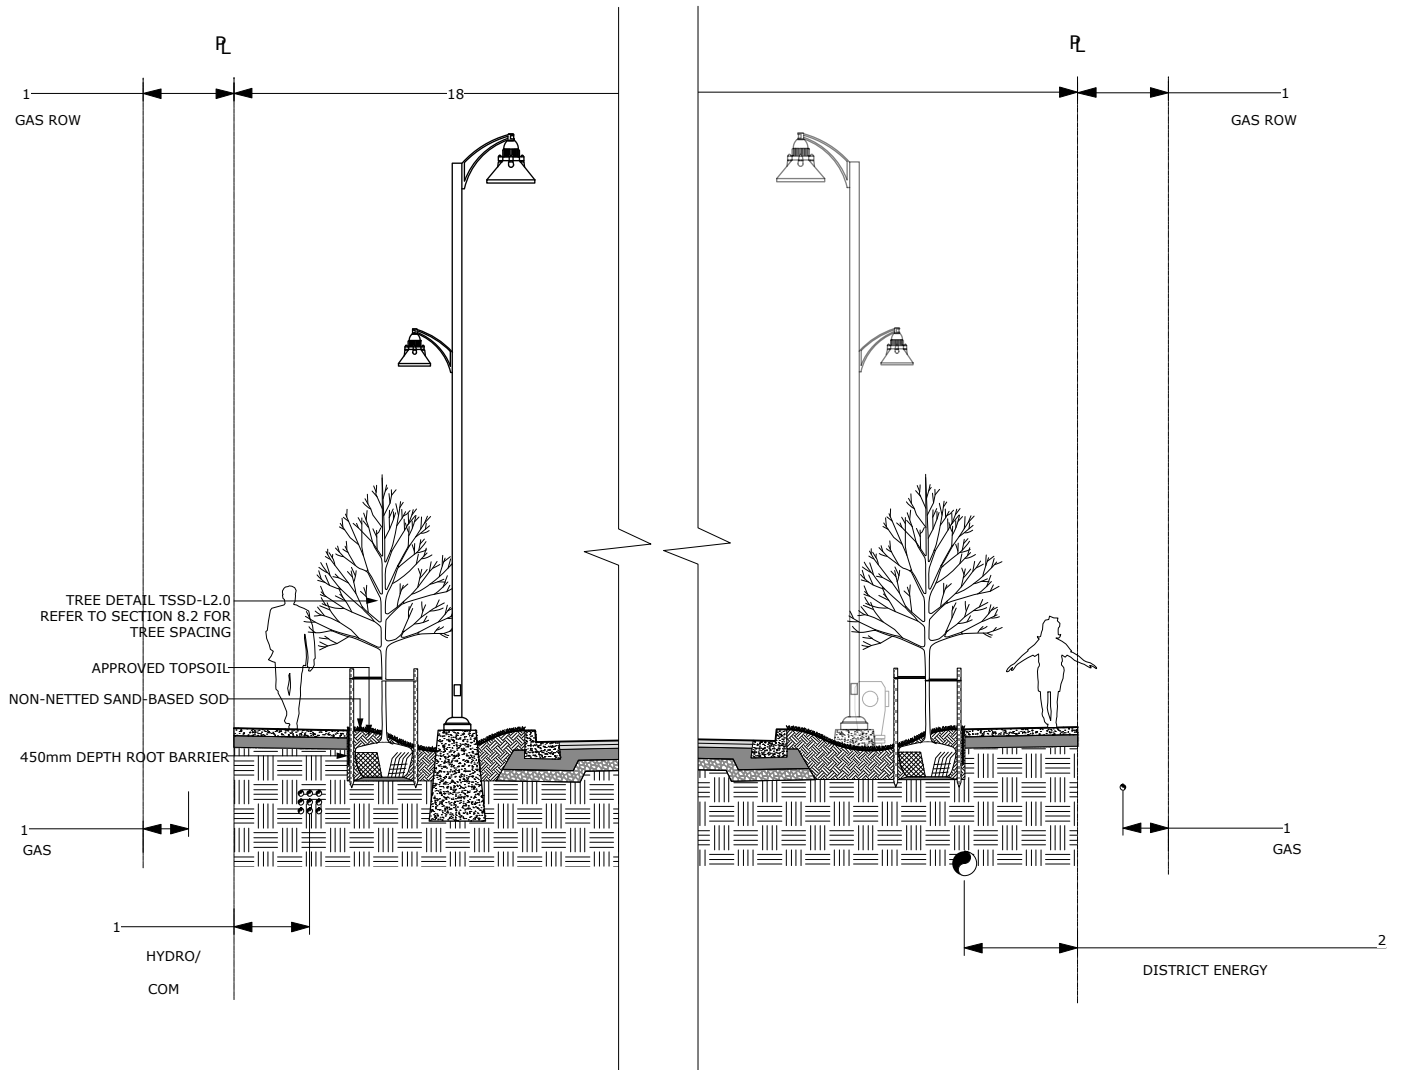 PL
PL
1
18
1
GAS ROW
GAS ROW
TREE DETAIL TSSD-L2.0
REFER TO SECTION 8.2 FOR
TREE SPACING
APPROVED TOPSOIL
NON-NETTED SAND-BASED SOD
450mm DEPTH ROOT BARRIER
1
GAS
1
GAS
1
HYDRO/
COM
2
DISTRICT ENERGY